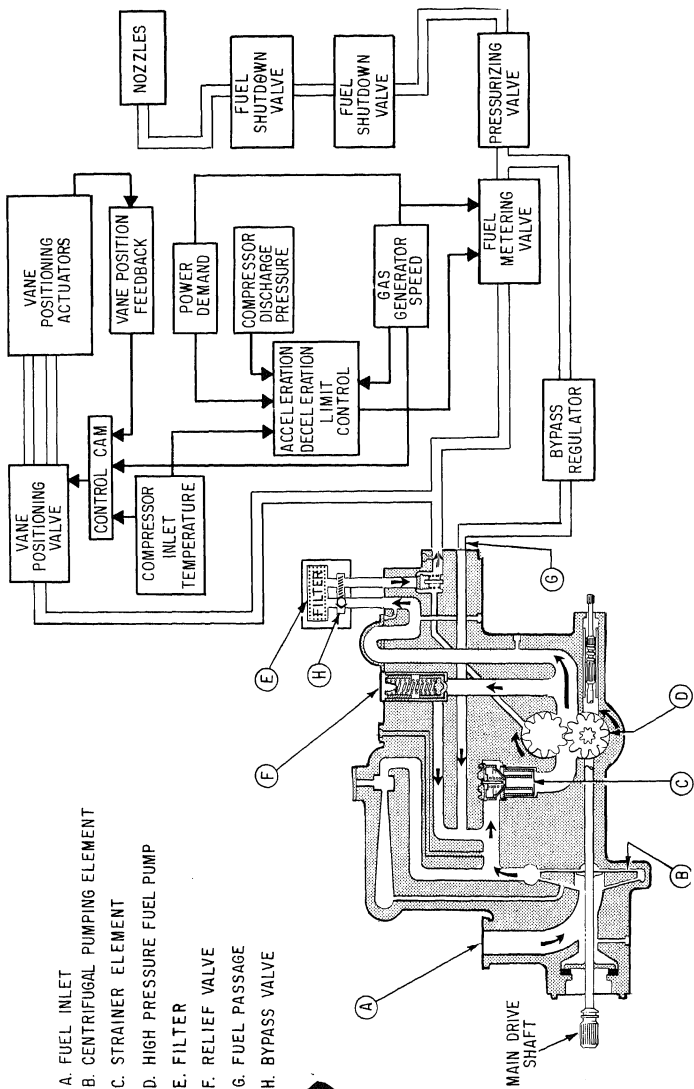 A. FUEL INLET
B. CENTRIFUGAL PUMPING ELEMENT
C. STRAINER ELEMENT
D. HIGH PRESSURE FUEL PUMP
E. FILTER
F. RELIEF VALVE
G. FUEL PASSAGE
H. BYPASS VALVE
MAIN DRIVE
SHAFT
A
B
C
D
E
F
G
H
FILTER
VANE
POSITIONING
VALVE
VANE
POSITIONING
ACTUATORS
CONTROL CAM
VANE POSITION
FEEDBACK
COMPRESSOR
INLET
TEMPERATURE
POWER
DEMAND
COMPRESSOR
DISCHARGE
PRESSURE
ACCELERATION
DECELERATION
LIMIT
CONTROL
GAS
GENERATOR
SPEED
BYPASS
REGULATOR
FUEL
METERING
VALVE
PRESSURIZING
VALVE
FUEL
SHUTDOWN
VALVE
FUEL
SHUTDOWN
VALVE
NOZZLES